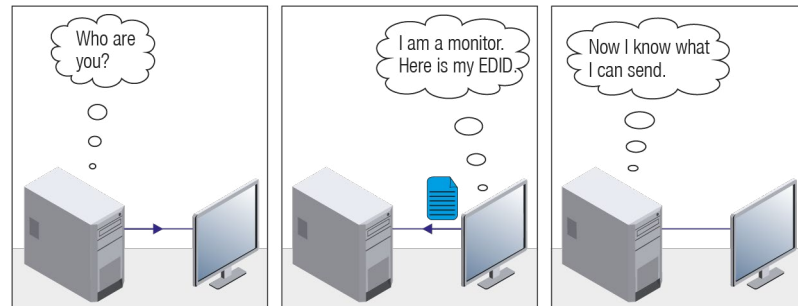 Who are
you?
I am a monitor.
Here is my EDID.
Now I know what
I can send.